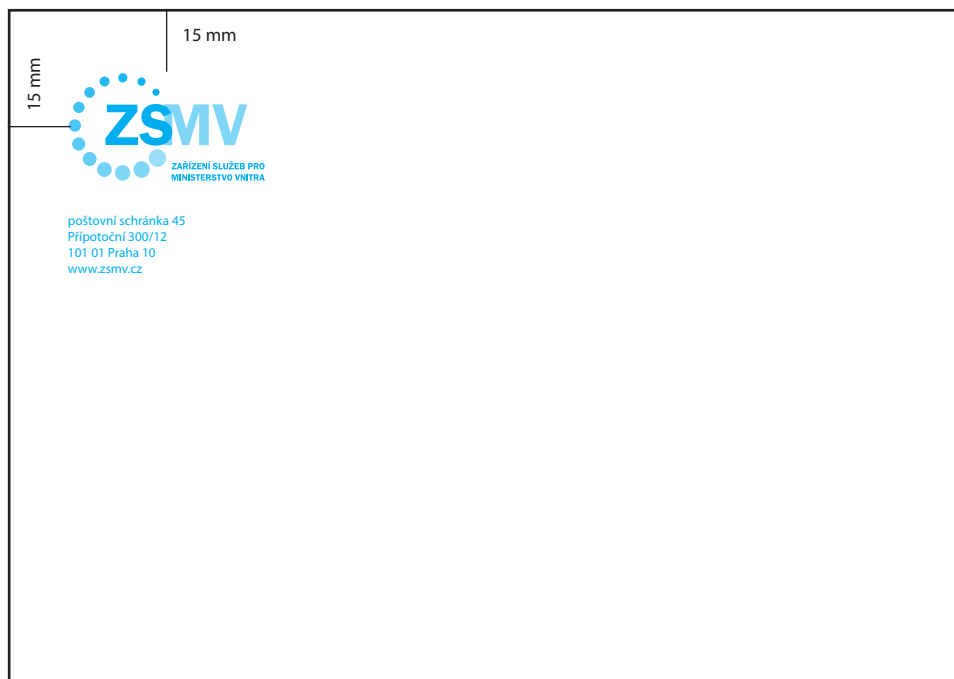 15 mm
15 mm
ZSMV
ZAŘÍZENÍ SLUŽEB PRO
MINISTERSTVO VNITRA
poštovní schránka 45
Přípotoční 300/12
101 01 Praha 10
www.zsmv.cz